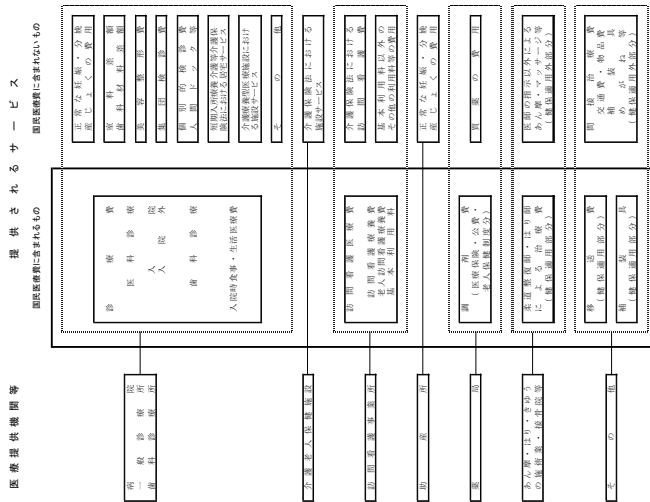 提供されるサービス
国民医療費に含まれないもの
正常な妊娠・分娩
産じょくの費用
室料差額
歯科材料差額
美容整形費
集団検診費
個別的検診費
人間ドック等
短期入所療養介護等介護保
険法における居宅サービス
介護療養型医療施設におけ
る施設サービス
その他
介護保険法における
施設サービス
介護保険法における
訪問看護費
基本利用料以外の
その他の利用料等の費用
正常な妊娠・分娩
産じょくの費用
買薬の費用
医師の指示以外による
あん摩・マッサージ等
(健保適用外部分)
間接治療費
交通費・物品費
補装具
めがね等
(健保適用外部分)
国民医療費に含まれるもの
診療費
医科診療
入院
入院外
歯科診療
入院時食事・生活医療費
訪問看護医療費
訪問看護療養費
老人訪問看護療養費
基本利用料
調剤
(医療保険・公費・
老人保健制度分)
柔道整復師・はり師
による治療費
(健保適用部分)
移送費
(健保適用部分)
補装具
(健保適用部分)
医療提供機関等
病院
一般診療所
歯科診療所
介護老人保健施設
訪問看護事業所
助産所
薬局
あん摩・はり・きゅう
の施術業・接骨院等
その他